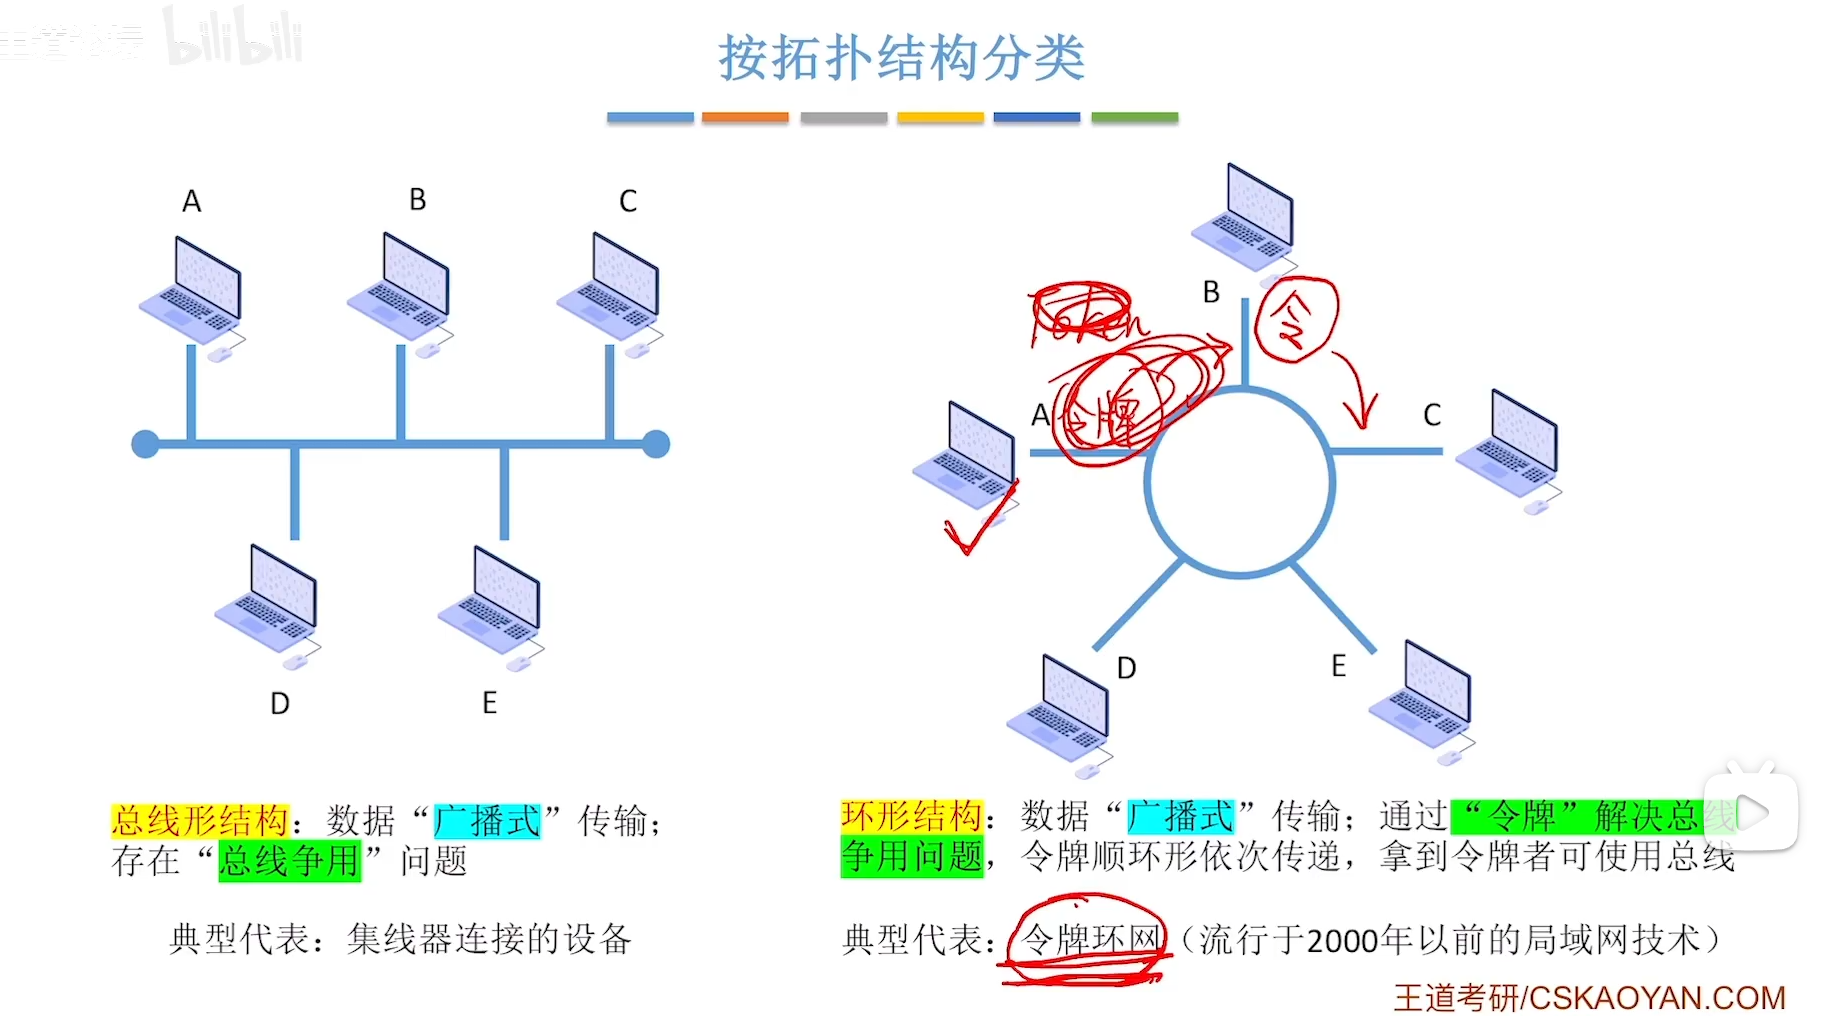 bilibili
按拓扑结构分类
A
B
C
D
E
B
令
Token
A
令牌
C
D
E
总线形结构：数据“广播式”传输；
存在“总线争用”问题
典型代表：集线器连接的设备
环形结构：数据“广播式”传输；通过“令牌”解决总线
争用问题，令牌顺环形依次传递，拿到令牌者可使用总线
典型代表：令牌环网（流行于2000年以前的局域网技术）
王道考研/CSKAOYAN.COM